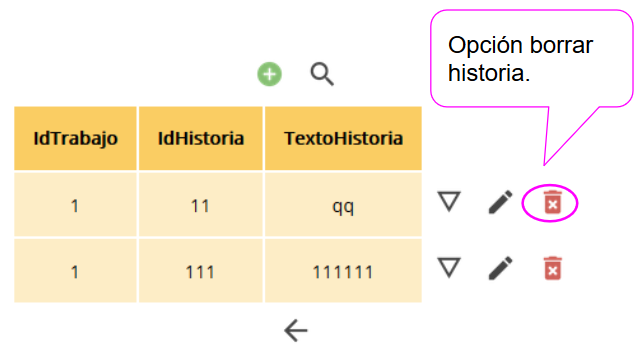 Opción borrar
historia.
IdTrabajo IdHistoria TextoHistoria
1 11 qq
1 111 111111